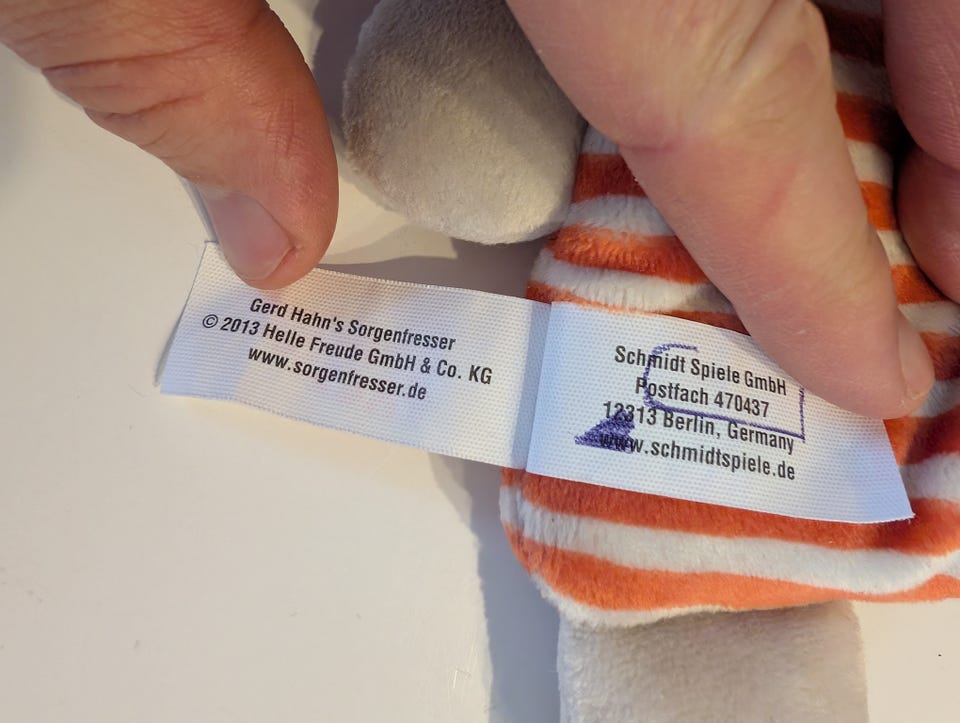 Gerd Hahn's Sorgenfresser
© 2013 Helle Freude GmbH & Co. KG
www.sorgenfresser.de
Schmidt Spiele GmbH
Postfach 470437
12313 Berlin, Germany
www.schmidtspiele.de